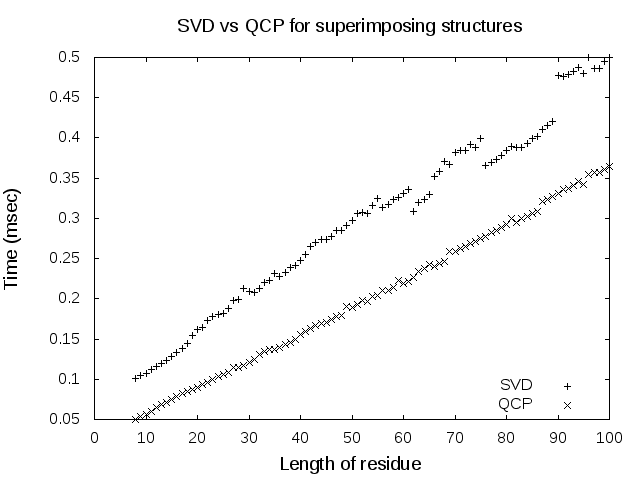 SVD vs QCP for superimposing structures
0.5
0.45
0.4
0.35
0.3
0.25
0.2
0.15
0.1
0.05
Time (msec)
SVD
QCP
0 10 20 30 40 50 60 70 80 90 100
Length of residue